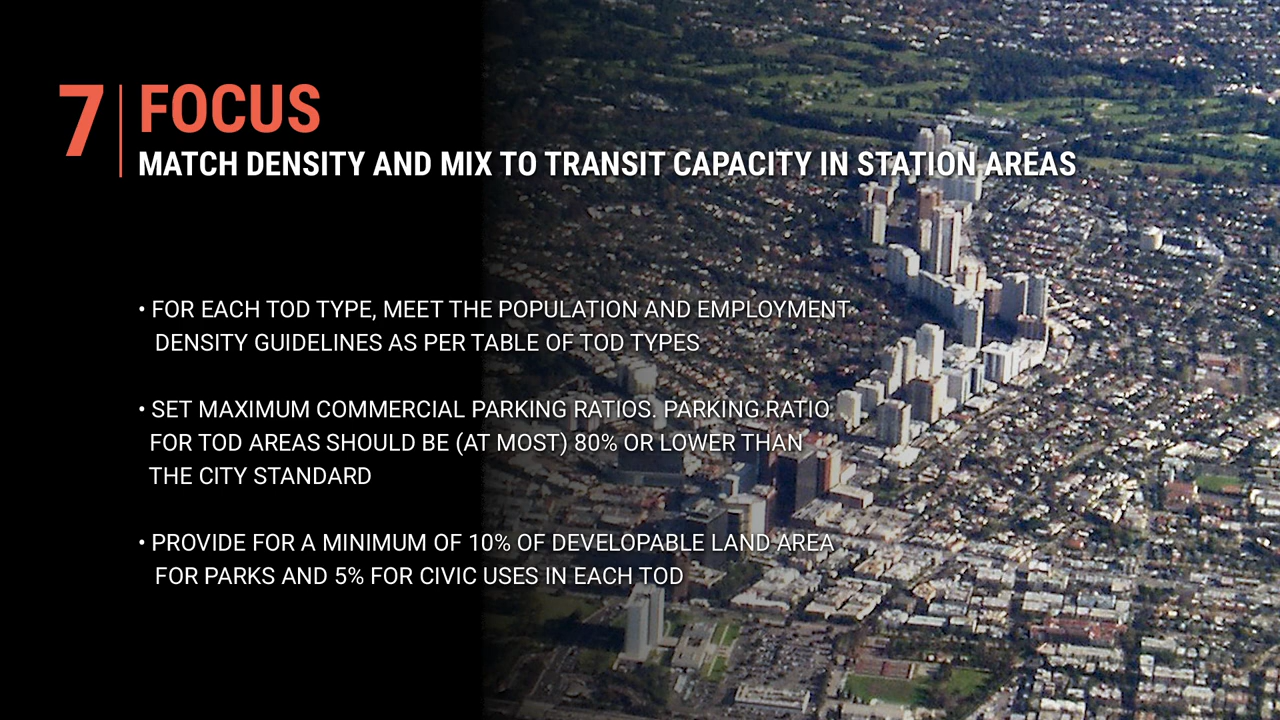 7
FOCUS
MATCH DENSITY AND MIX TO TRANSIT CAPACITY IN STATION AREAS
• FOR EACH TOD TYPE, MEET THE POPULATION AND EMPLOYMENT
DENSITY GUIDELINES AS PER TABLE OF TOD TYPES
• SET MAXIMUM COMMERCIAL PARKING RATIOS. PARKING RATIO
FOR TOD AREAS SHOULD BE (AT MOST) 80% OR LOWER THAN
THE CITY STANDARD
• PROVIDE FOR A MINIMUM OF 10% OF DEVELOPABLE LAND AREA
FOR PARKS AND 5% FOR CIVIC USES IN EACH TOD